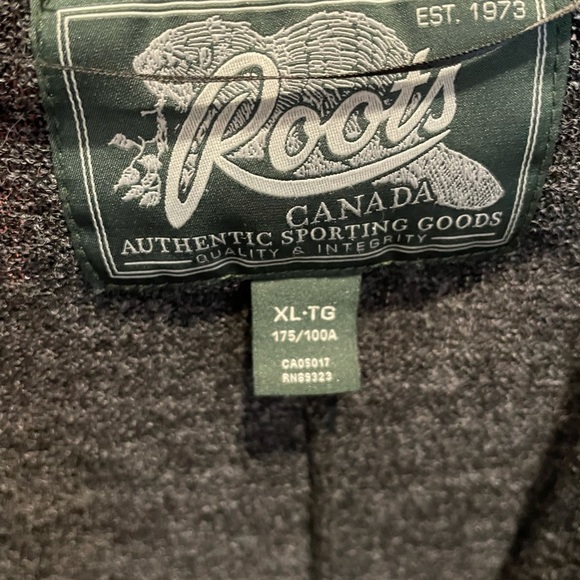 EST. 1973
Roots
CANADA
AUTHENTIC SPORTING GOODS
QUALITY & INTEGRITY
XL·TG
175/100A
CA05017
RN89323